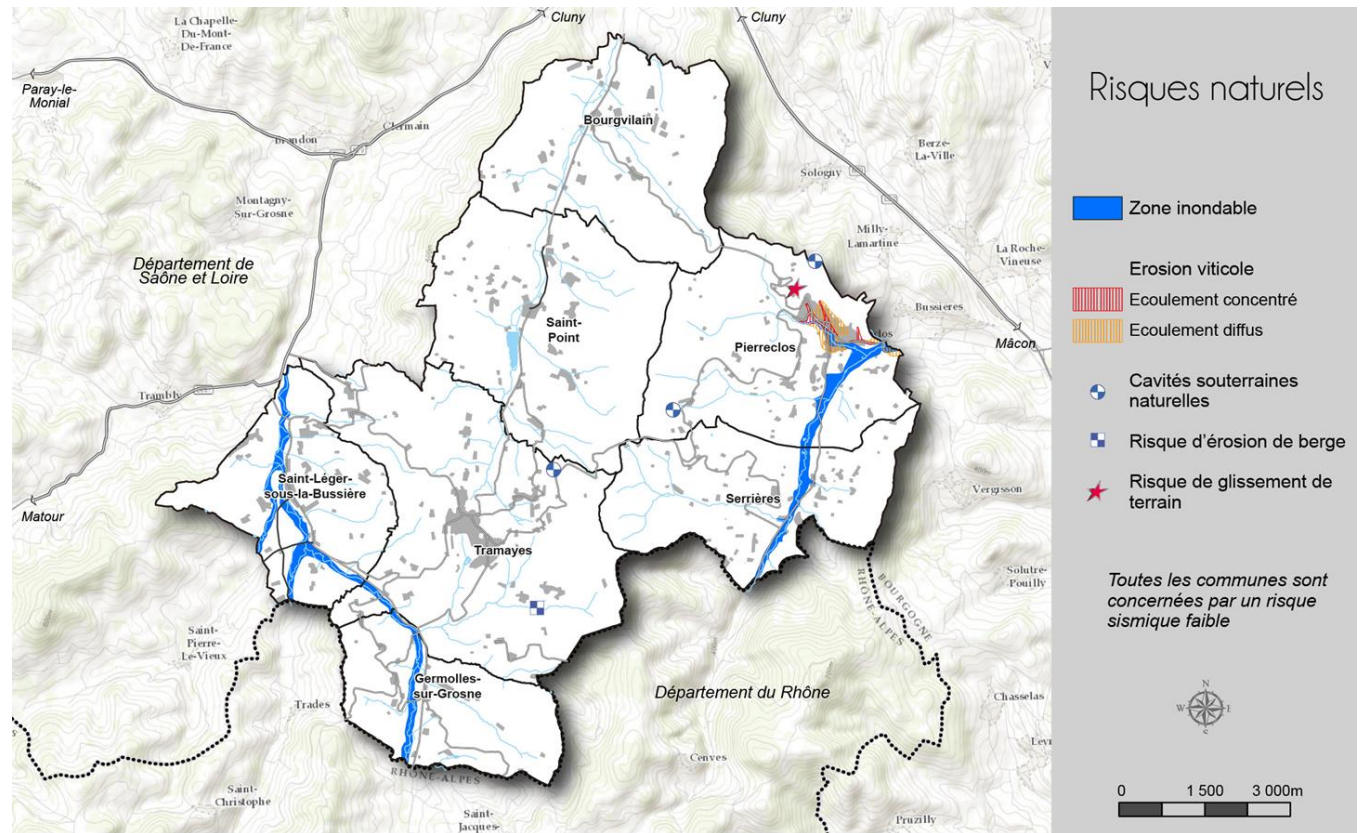 La Chapelle-
Du-Mont-
De-France
Cluny
Cluny
Paray-le-
Monial
Brandon
Clermain
Bourgvilain
Berze-
La-Ville
Sologny
Montagny-
Sur-Grosne
Milly-
Lamartine
La Roche-
Vineuse
Département de
Saône et Loire
Bussieres
Saint-
Point
Pierreclos
Mâcon
Trambly
Saint-Léger-
sous-la-Bussière
Matour
Serrières
Vergisson
Tramayes
Solutré-
Pouilly
BOURGOGNE
RHÔNE-ALPES
Saint-
Pierre-
Le-Vieux
Germolles-
sur-Grosne
Département du Rhône
Trades
Chasselas
Cenves
RHÔNE-ALPES
Saint-
Christophe
Saint-
Jacques-
Pruzilly
Risques naturels
Zone inondable
Erosion viticole
Ecoulement concentré
Ecoulement diffus
Cavités souterraines
naturelles
Risque d'érosion de berge
Risque de glissement de
terrain
Toutes les communes sont
concernées par un risque
sismique faible
N
W E
S
0 1 500 3 000m